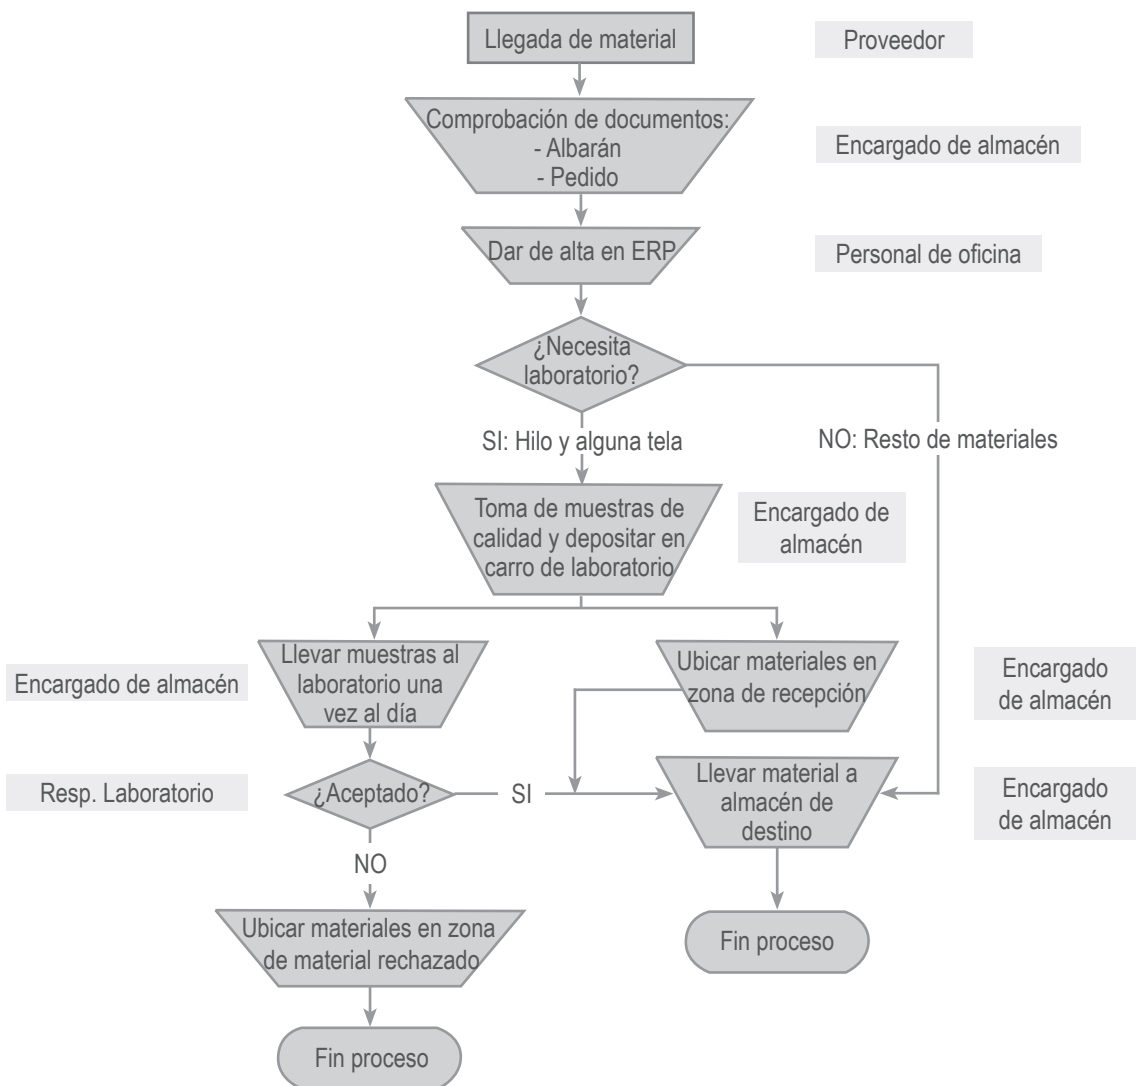 Llegada de material
Proveedor
Comprobación de documentos:
- Albarán
- Pedido
Encargado de almacén
Dar de alta en ERP
Personal de oficina
¿Necesita
laboratorio?
SI: Hilo y alguna tela
NO: Resto de materiales
Toma de muestras de
calidad y depositar en
carro de laboratorio
Encargado de
almacén
Encargado de almacén
Llevar muestras al
laboratorio una
vez al día
Ubicar materiales en
zona de recepción
Encargado
de almacén
Resp. Laboratorio
¿Aceptado?
SI
Llevar material a
almacén de
destino
Encargado
de almacén
NO
Ubicar materiales en zona
de material rechazado
Fin proceso
Fin proceso